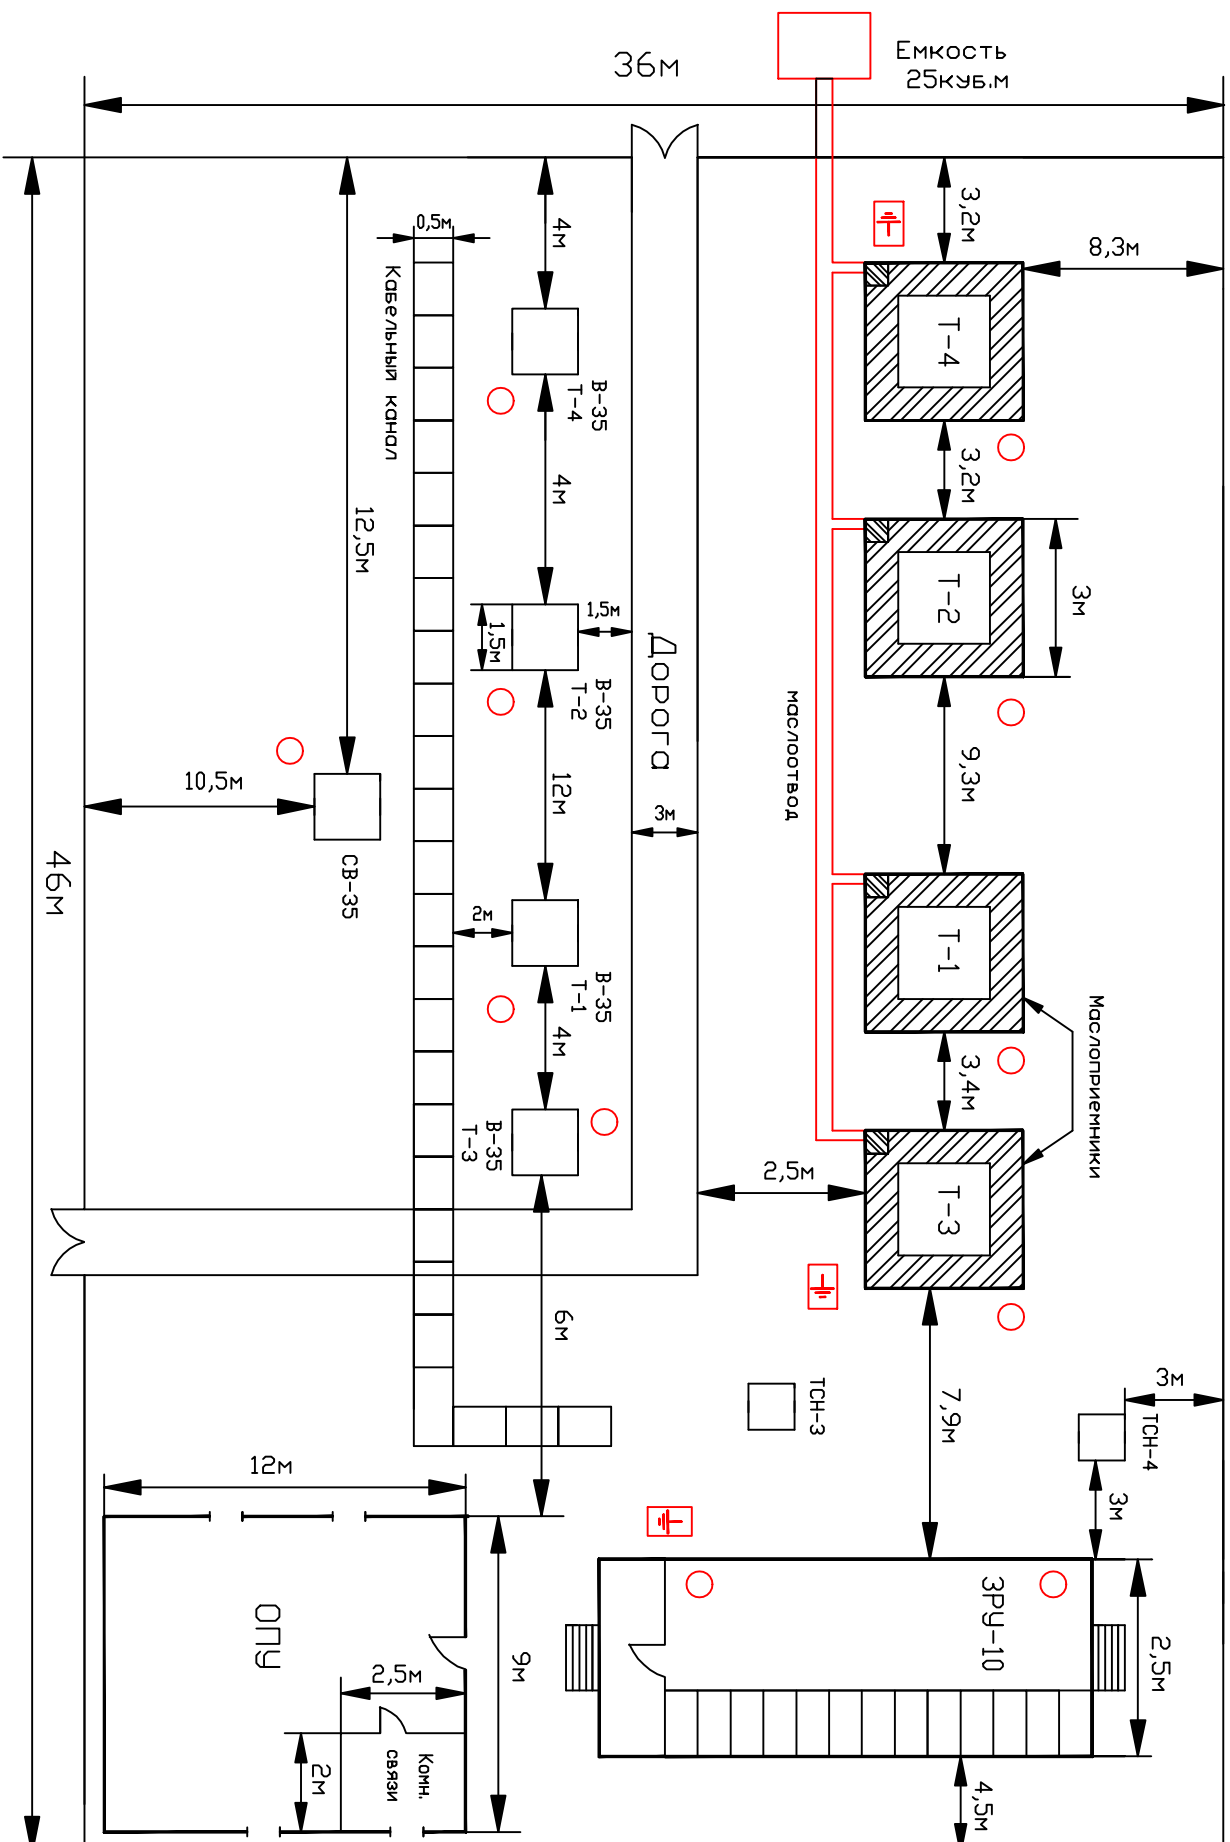 36м
Емкость
25куб.м
3,2м
8,3м
0,5м
4м
Кабельный канал
Т-4
В-35
Т-4
3,2м
4м
12,5м
Т-2
3м
1,5м
1,5м
Дорога
В-35
Т-2
маслоотвод
9,3м
12м
3м
10,5м
СВ-35
46м
2м
Т-1
В-35
Т-1
4м
3,4м
Маслоприемники
В-35
Т-3
2,5м
Т-3
6м
7,9м
ТСН-3
3м
ТСН-4
3м
12м
ЗРУ-10
2,5м
ОПУ
9м
2,5м
Комн.
связи
2м
4,5м